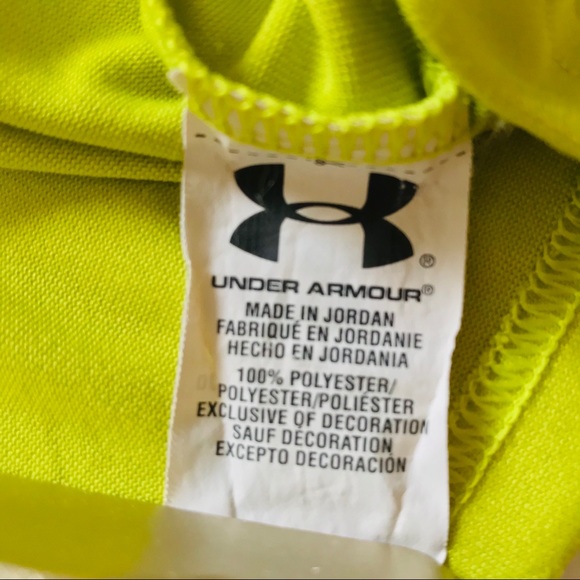 UNDER ARMOUR®
MADE IN JORDAN
FABRIQUÉ EN JORDANIE
HECHO EN JORDANIA
100% POLYESTER/
POLYESTER/POLIÉSTER
EXCLUSIVE OF DECORATION
SAUF DÉCORATION
EXCEPTO DECORACIÓN